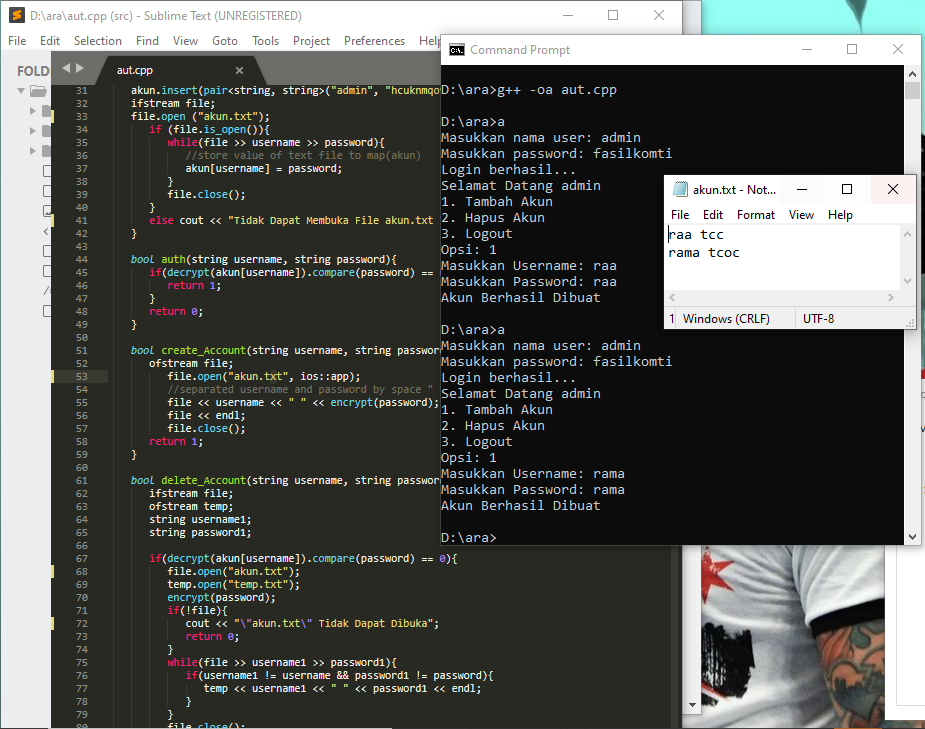 D:\ara\aut.cpp (src) - Sublime Text (UNREGISTERED)
File Edit Selection Find View Goto Tools Project Preferences Help
FOLD
aut.cpp
31 akun.insert(pair<string, string>("admin", "hcuknmqo
32 ifstream file;
33 file.open ("akun.txt");
34 if (file.is_open()){
35 while(file >> username >> password){
36 //store value of text file to map(akun)
37 akun[username] = password;
38 }
39 file.close();
40 }
41 else cout << "Tidak Dapat Membuka File akun.txt
42 }
43
44 bool auth(string username, string password){
45 if(decrypt(akun[username]).compare(password) ==
46 return 1;
47 }
48 return 0;
49 }
50
51 bool create_Account(string username, string passwor
52 ofstream file;
53 file.open("akun.txt", ios::app);
54 //separated username and password by space "
55 file << username << " " << encrypt(password);
56 file << endl;
57 file.close();
58 return 1;
59 }
60
61 bool delete_Account(string username, string passwor
62 ifstream file;
63 ofstream temp;
64 string username1;
65 string password1;
66
67 if(decrypt(akun[username]).compare(password) == 0){
68 file.open("akun.txt");
69 temp.open("temp.txt");
70 encrypt(password);
71 if(!file){
72 cout << "\"akun.txt\" Tidak Dapat Dibuka";
73 return 0;
74 }
75 while(file >> username1 >> password1){
76 if(username1 != username && password1 != password){
77 temp << username1 << " " << password1 << endl;
78 }
79 }
80 file.close();
Command Prompt
D:\ara>g++ -oa aut.cpp
D:\ara>a
Masukkan nama user: admin
Masukkan password: fasilkomti
Login berhasil...
Selamat Datang admin
1. Tambah Akun
2. Hapus Akun
3. Logout
Opsi: 1
Masukkan Username: raa
Masukkan Password: raa
Akun Berhasil Dibuat
D:\ara>a
Masukkan nama user: admin
Masukkan password: fasilkomti
Login berhasil...
Selamat Datang admin
1. Tambah Akun
2. Hapus Akun
3. Logout
Opsi: 1
Masukkan Username: rama
Masukkan Password: rama
Akun Berhasil Dibuat
D:\ara>
akun.txt - Not...
File Edit Format View Help
raa tcc
rama tcoc
1 Windows (CRLF) UTF-8